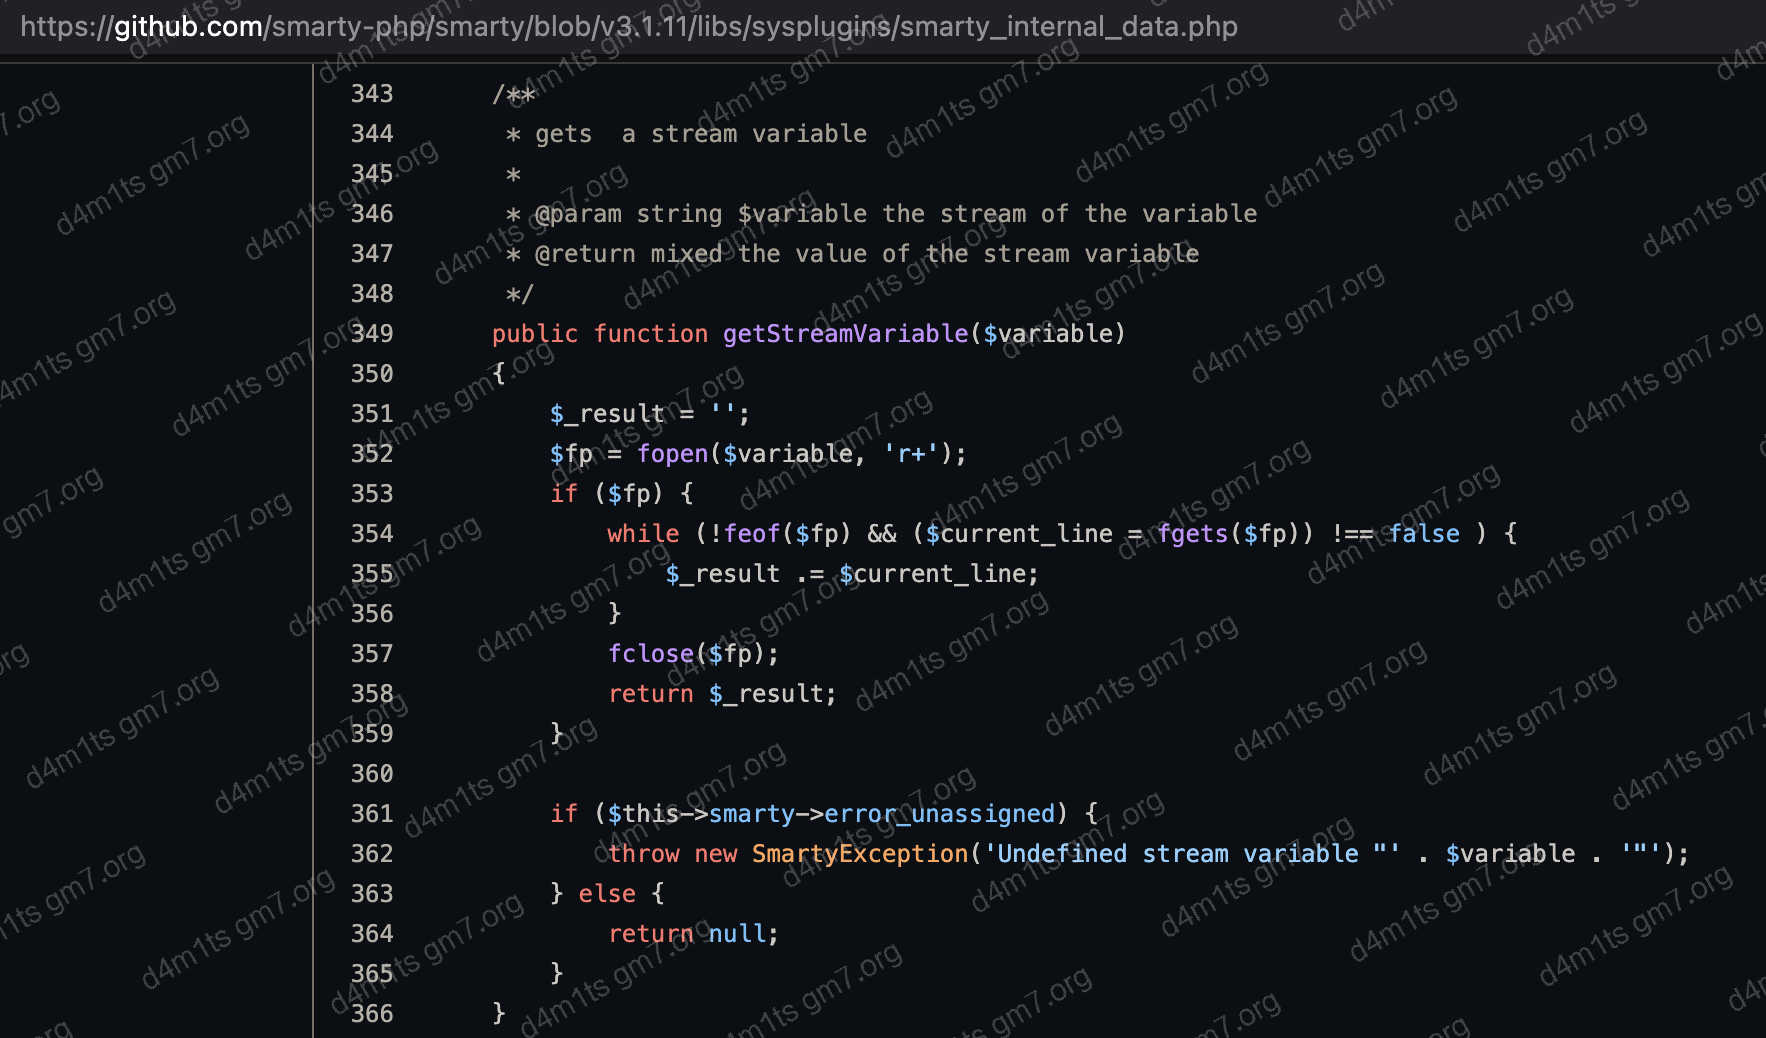 https://github.com/smarty-php/smarty/blob/v3.1.11/libs/sysplugins/smarty_internal_data.php
343 /**
344 * gets  a stream variable
345 *
346 * @param string $variable the stream of the variable
347 * @return mixed the value of the stream variable
348 */
349 public function getStreamVariable($variable)
350 {
351 $_result = '';
352 $fp = fopen($variable, 'r+');
353 if ($fp) {
354 while (!feof($fp) && ($current_line = fgets($fp)) !== false ) {
355 $_result .= $current_line;
356 }
357 fclose($fp);
358 return $_result;
359 }
360
361 if ($this->smarty->error_unassigned) {
362 throw new SmartyException('Undefined stream variable "' . $variable . '"');
363 } else {
364 return null;
365 }
366 }
d4m1ts gm7.org